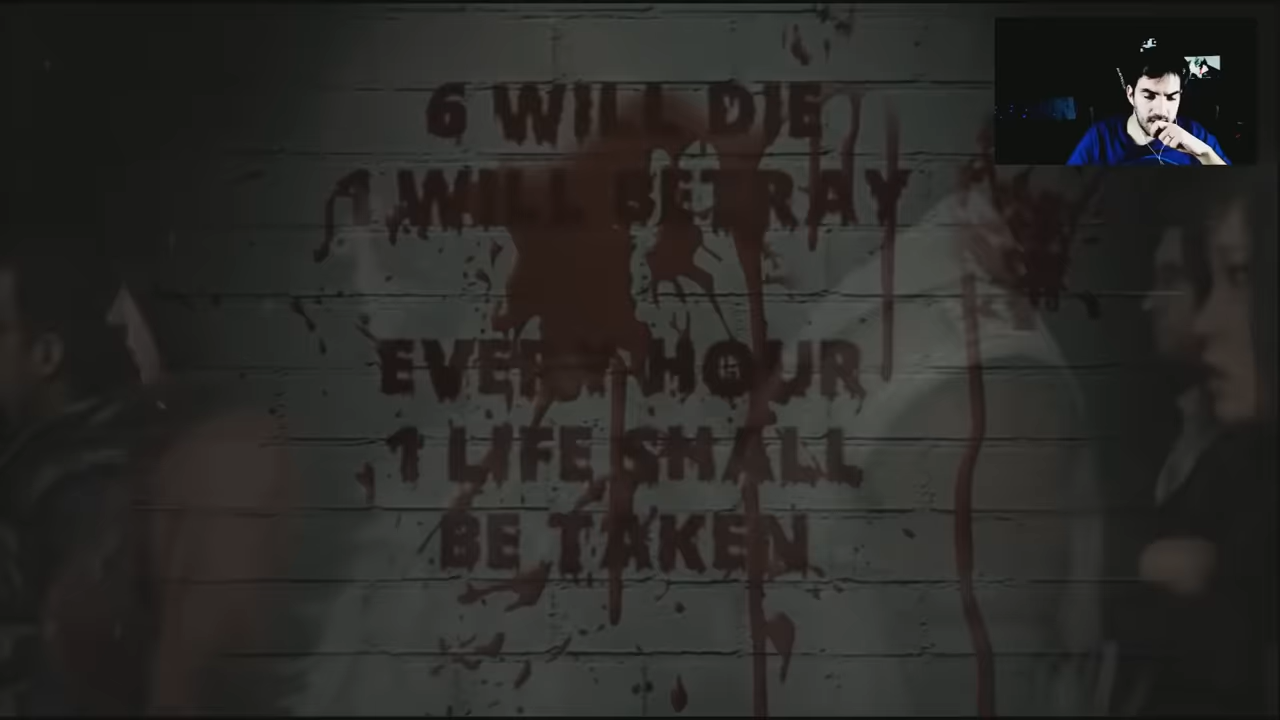 6 WILL DIE
1 WILL BETRAY
EVERY HOUR
1 LIFE SHALL
BE TAKEN